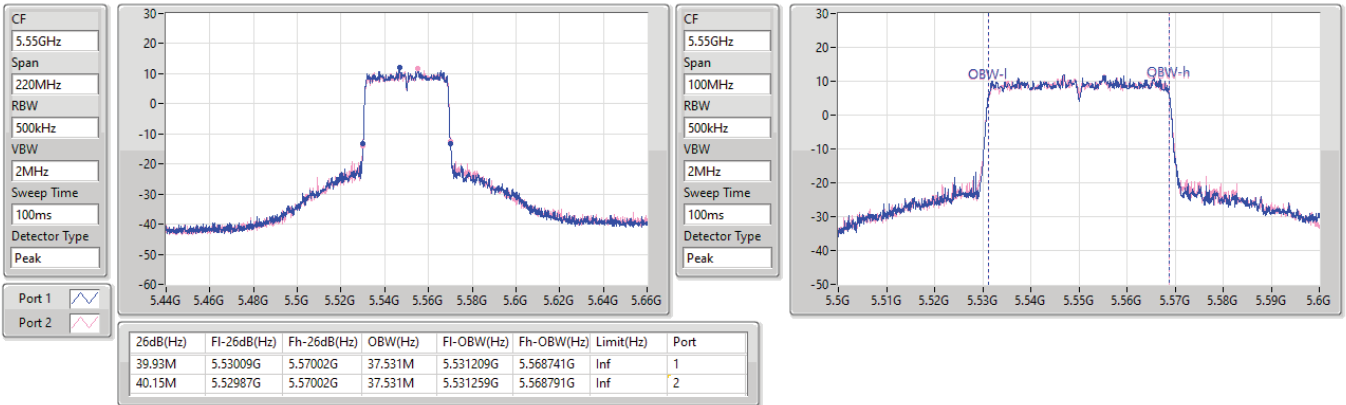 CF
5.55GHz
Span
220MHz
RBW
500kHz
VBW
2MHz
Sweep Time
100ms
Detector Type
Peak
Port 1
Port 2
30
20
10
0
-10
-20
-30
-40
-50
-60
5.44G 5.46G 5.48G 5.5G 5.52G 5.54G 5.56G 5.58G 5.6G 5.62G 5.64G 5.66G
CF
5.55GHz
Span
100MHz
RBW
500kHz
VBW
2MHz
Sweep Time
100ms
Detector Type
Peak
30
20
10
0
-10
-20
-30
-40
-50
OBW-l OBW-h
5.5G 5.51G 5.52G 5.53G 5.54G 5.55G 5.56G 5.57G 5.58G 5.59G 5.6G
26dB(Hz) Fl-26dB(Hz) Fh-26dB(Hz) OBW(Hz) Fl-OBW(Hz) Fh-OBW(Hz) Limit(Hz) Port
39.93M 5.53009G 5.57002G 37.531M 5.531209G 5.568741G Inf 1
40.15M 5.52987G 5.57002G 37.531M 5.531259G 5.568791G Inf 2